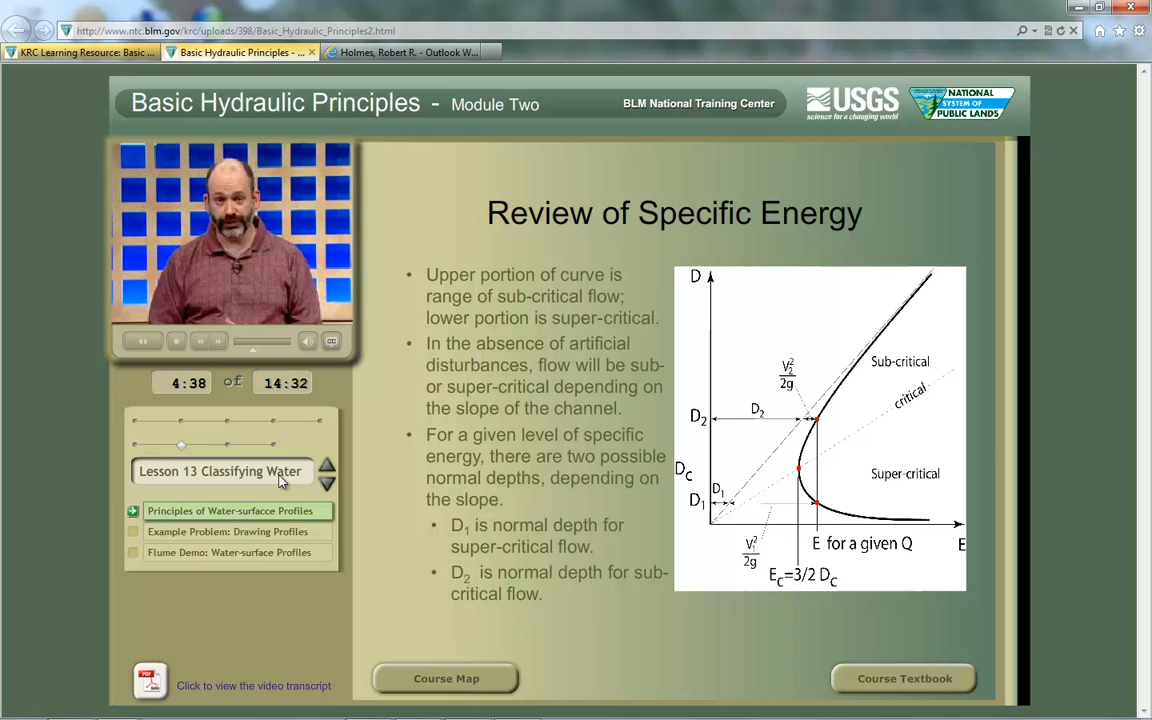 http://www.ntc.blm.gov/krc/uploads/398/Basic_Hydraulic_Principles2.html
KRC Learning Resource: Basic ...
Basic Hydraulic Principles - ...
Holmes, Robert R. - Outlook W...
Basic Hydraulic Principles - Module Two
BLM National Training Center
USGS
science for a changing world
NATIONAL
SYSTEM OF
PUBLIC LANDS
Review of Specific Energy
• Upper portion of curve is
range of sub-critical flow;
lower portion is super-critical.
• In the absence of artificial
disturbances, flow will be sub-
or super-critical depending on
the slope of the channel.
• For a given level of specific
energy, there are two possible
normal depths, depending on
the slope.
• D1 is normal depth for
super-critical flow.
• D2 is normal depth for sub-
critical flow.
D
Sub-critical
V2²/2g
critical
D2
D2
Super-critical
Dc
D1
D1
V1²/2g
E for a given Q
E
Ec=3/2 Dc
CC
4:38 of 14:32
Lesson 13 Classifying Water
Principles of Water-surfacce Profiles
Example Problem: Drawing Profiles
Flume Demo: Water-surface Profiles
PDF
Click to view the video transcript
Course Map
Course Textbook